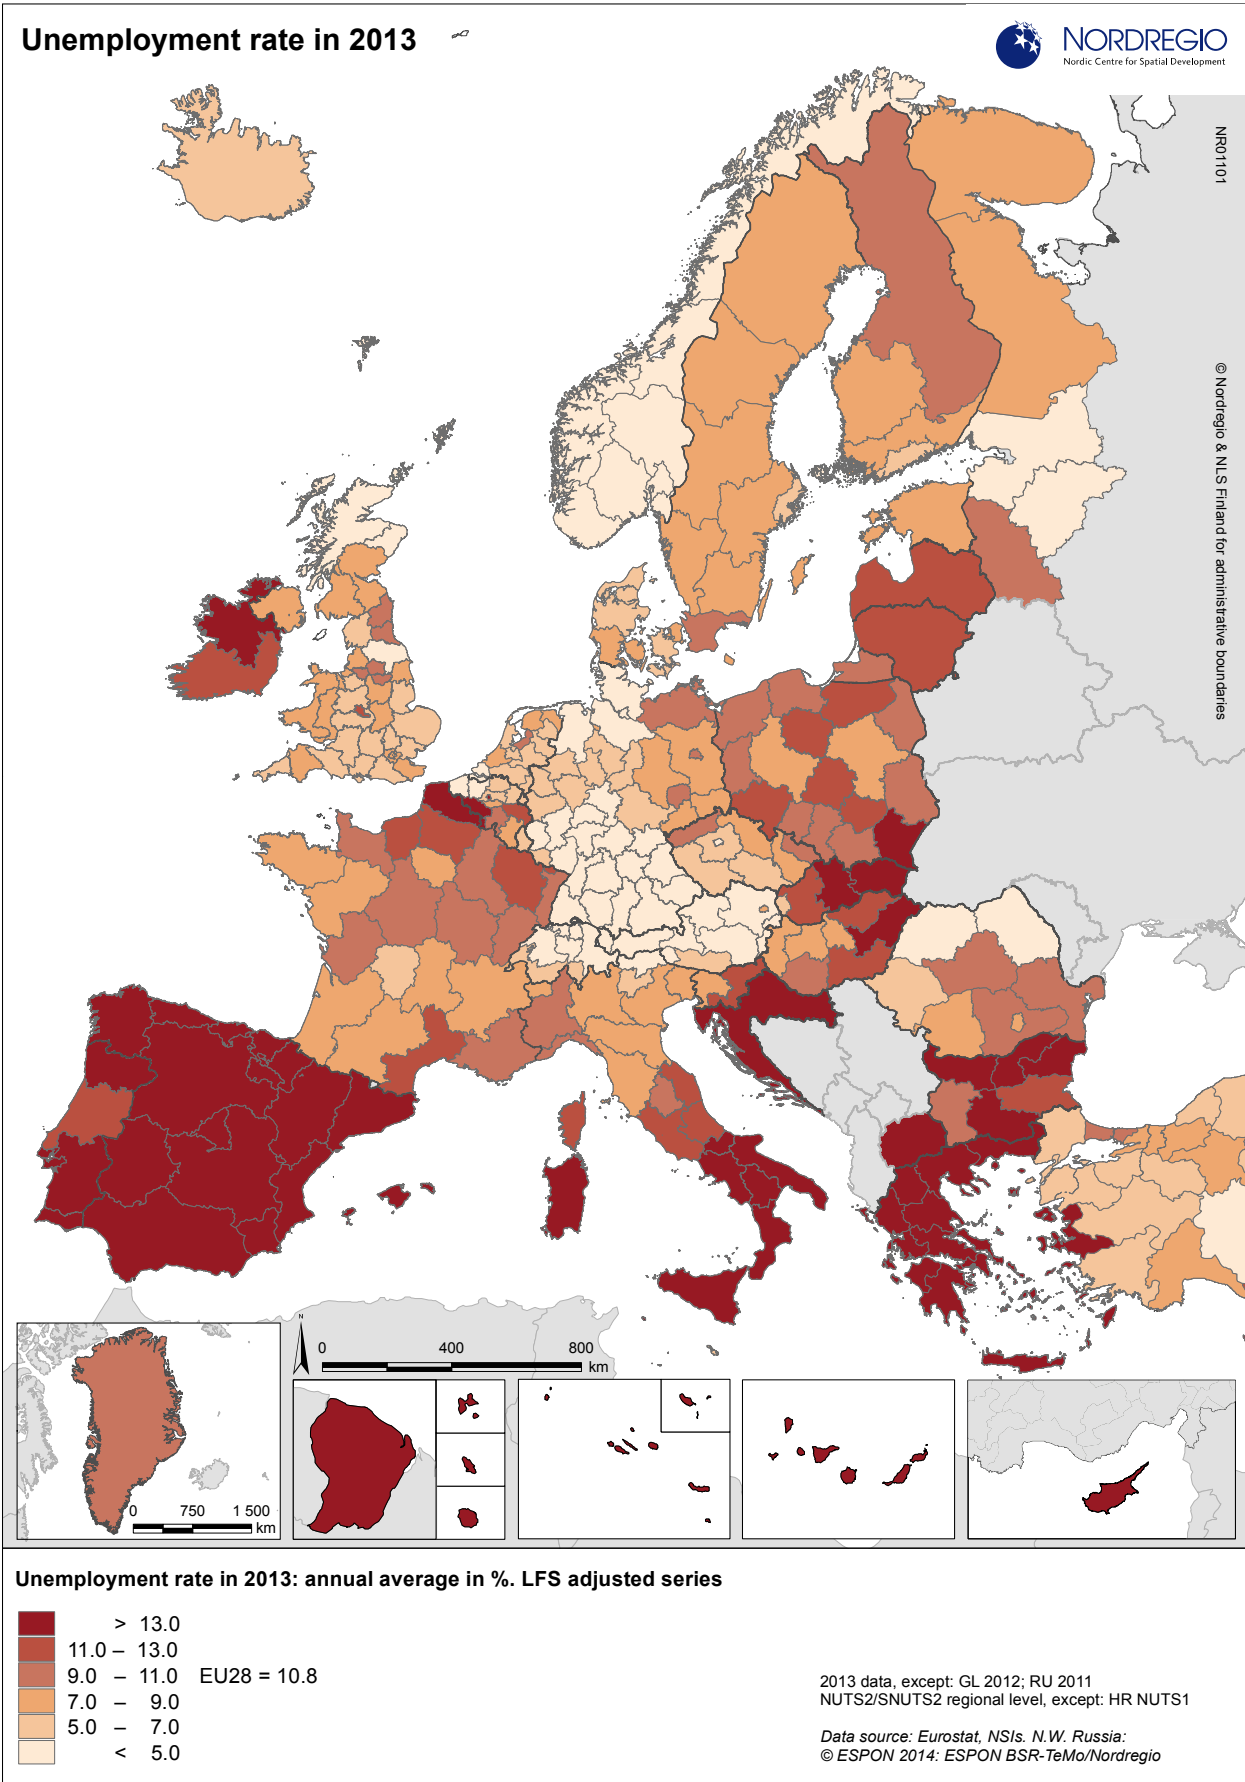 Unemployment rate in 2013
NORDREGIO
Nordic Centre for Spatial Development
NR01101
© Nordregio & NLS Finland for administrative boundaries
N
0 400 800
km
0 750 1 500
km
Unemployment rate in 2013: annual average in %. LFS adjusted series
> 13.0
11.0 – 13.0
9.0 – 11.0 EU28 = 10.8
7.0 – 9.0
5.0 – 7.0
< 5.0
2013 data, except: GL 2012; RU 2011
NUTS2/SNUTS2 regional level, except: HR NUTS1
Data source: Eurostat, NSIs. N.W. Russia:
© ESPON 2014: ESPON BSR-TeMo/Nordregio